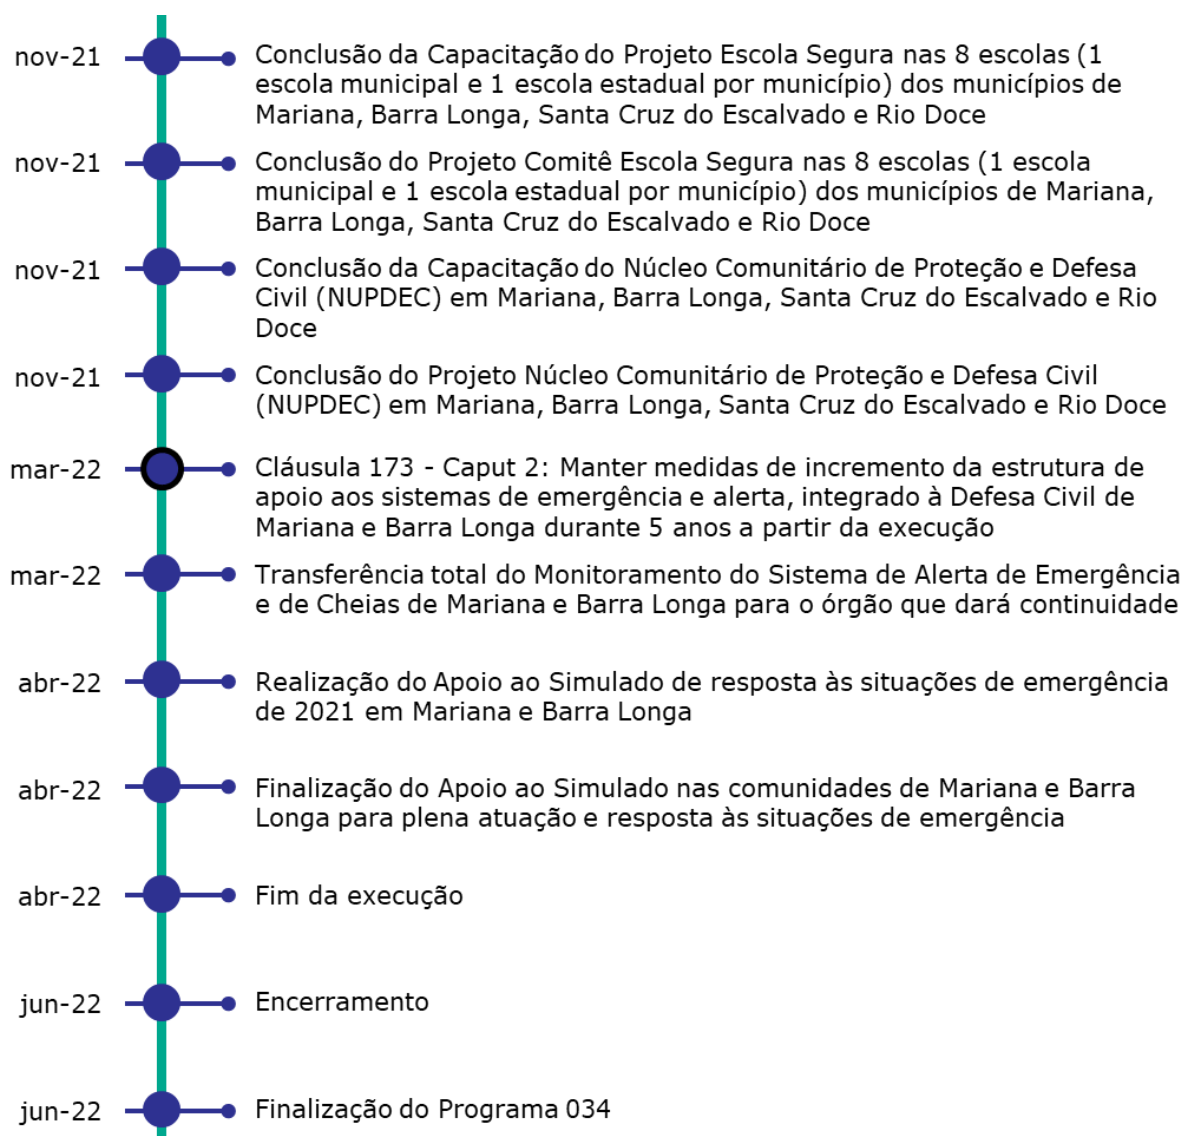 nov-21
Conclusão da Capacitação do Projeto Escola Segura nas 8 escolas (1
escola municipal e 1 escola estadual por município) dos municípios de
Mariana, Barra Longa, Santa Cruz do Escalvado e Rio Doce
nov-21
Conclusão do Projeto Comitê Escola Segura nas 8 escolas (1 escola
municipal e 1 escola estadual por município) dos municípios de Mariana,
Barra Longa, Santa Cruz do Escalvado e Rio Doce
nov-21
Conclusão da Capacitação do Núcleo Comunitário de Proteção e Defesa
Civil (NUPDEC) em Mariana, Barra Longa, Santa Cruz do Escalvado e Rio
Doce
nov-21
Conclusão do Projeto Núcleo Comunitário de Proteção e Defesa Civil
(NUPDEC) em Mariana, Barra Longa, Santa Cruz do Escalvado e Rio Doce
mar-22
Cláusula 173 - Caput 2: Manter medidas de incremento da estrutura de
apoio aos sistemas de emergência e alerta, integrado à Defesa Civil de
Mariana e Barra Longa durante 5 anos a partir da execução
mar-22
Transferência total do Monitoramento do Sistema de Alerta de Emergência
e de Cheias de Mariana e Barra Longa para o órgão que dará continuidade
abr-22
Realização do Apoio ao Simulado de resposta às situações de emergência
de 2021 em Mariana e Barra Longa
abr-22
Finalização do Apoio ao Simulado nas comunidades de Mariana e Barra
Longa para plena atuação e resposta às situações de emergência
abr-22
Fim da execução
jun-22
Encerramento
jun-22
Finalização do Programa 034